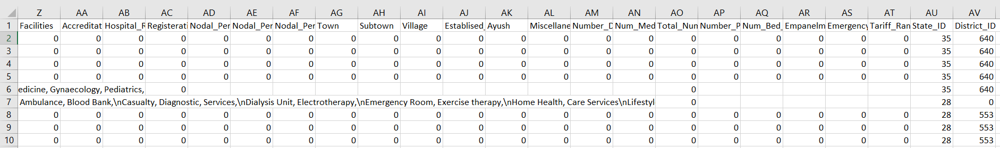 Z AA AB AC AD AE AF AG AH AI AJ AK AL AM AN AO AP AQ AR AS AT AU AV
1 Facilities Accreditat Hospital_R Registerati Nodal_Per Nodal_Per Nodal_Per Town Subtown Village Establised_ Ayush Miscellane Number_D Num_Med Total_Num Number_P Num_Bed_ Empanelm Emergency Tariff_Ran State_ID District_ID
2 0 0 0 0 0 0 0 0 0 0 0 0 0 0 0 0 0 0 0 0 0 35 640
3 0 0 0 0 0 0 0 0 0 0 0 0 0 0 0 0 0 0 0 0 0 35 640
4 0 0 0 0 0 0 0 0 0 0 0 0 0 0 0 0 0 0 0 0 0 35 640
5 0 0 0 0 0 0 0 0 0 0 0 0 0 0 0 0 0 0 0 0 0 35 640
6 edicine, Gynaecology, Pediatrics, 0 0 35 640
7 Ambulance, Blood Bank,\nCasualty, Diagnostic, Services,\nDialysis Unit, Electrotherapy,\nEmergency Room, Exercise therapy,\nHome Health, Care Services\nLifestyl 0 28 0
8 0 0 0 0 0 0 0 0 0 0 0 0 0 0 0 0 0 0 0 0 0 28 553
9 0 0 0 0 0 0 0 0 0 0 0 0 0 0 0 0 0 0 0 0 0 28 553
10 0 0 0 0 0 0 0 0 0 0 0 0 0 0 0 0 0 0 0 0 0 28 553